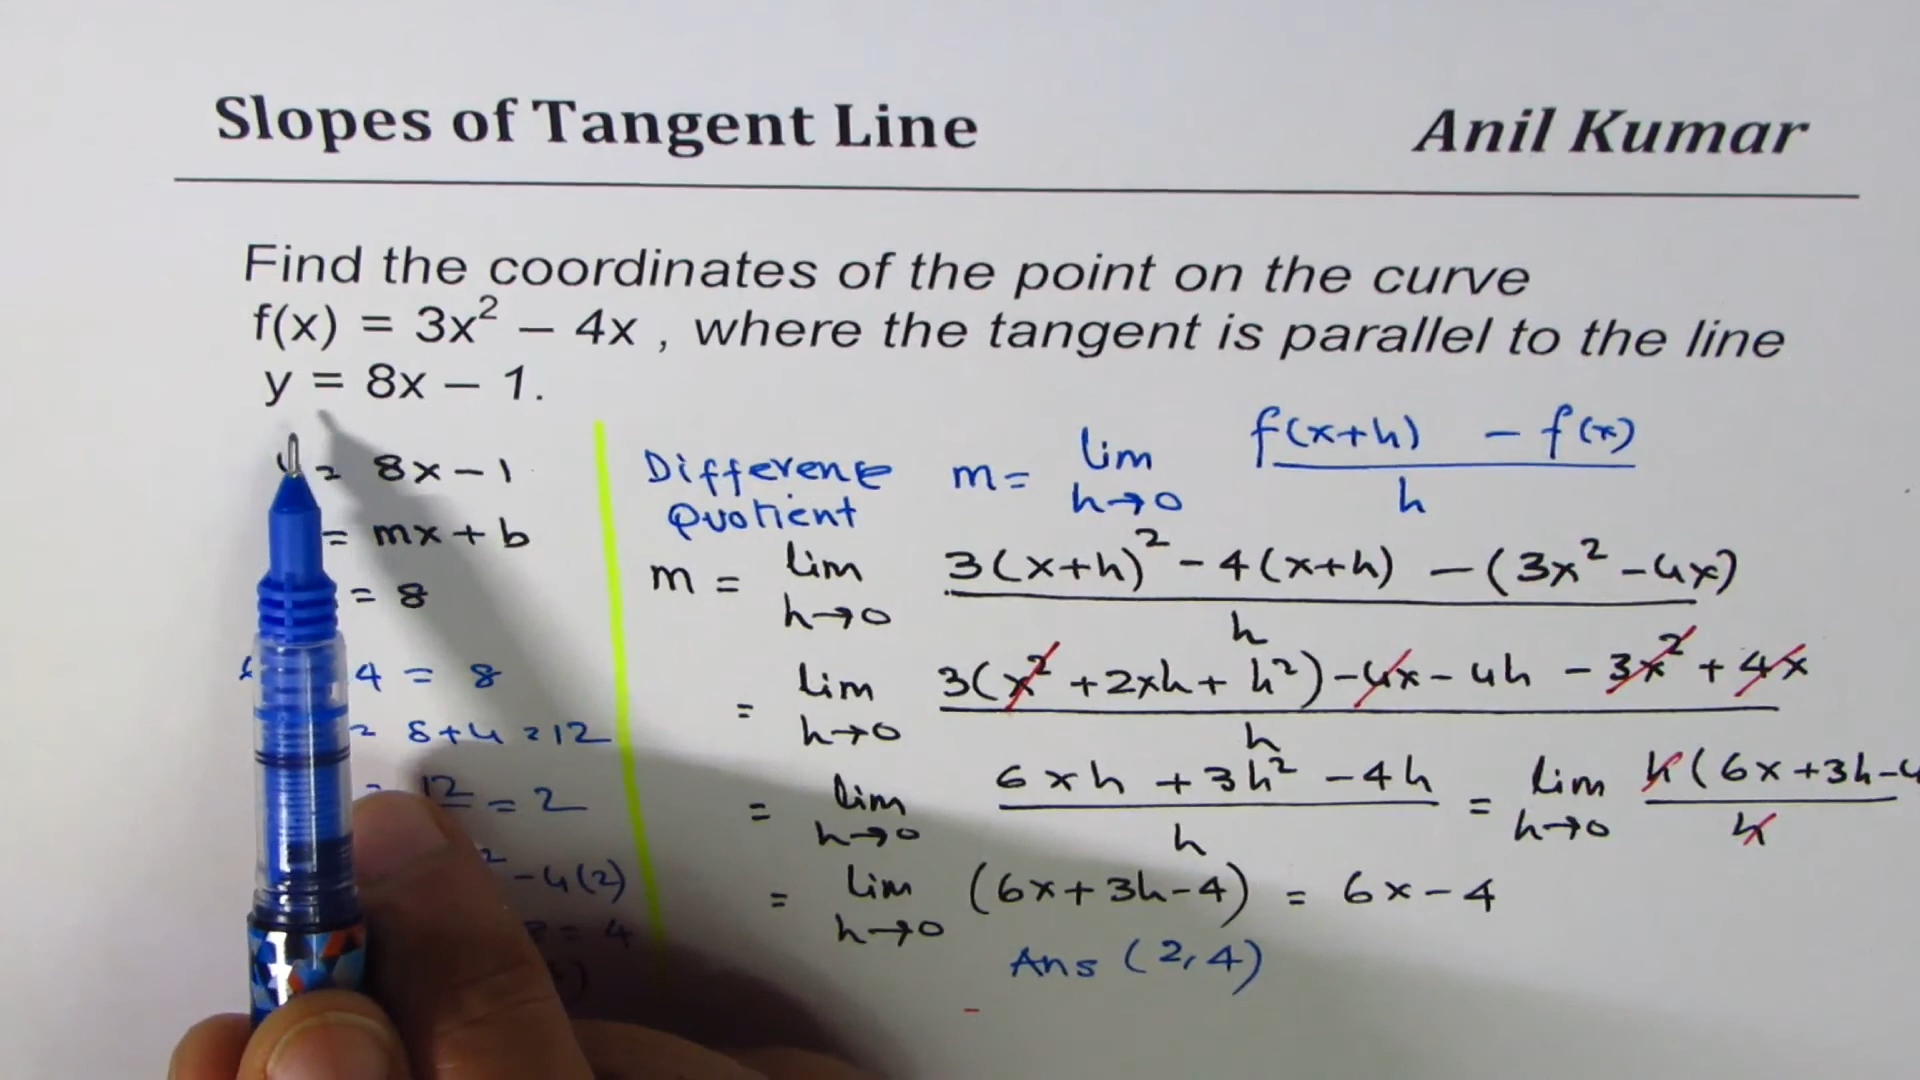 Slopes of Tangent Line Anil Kumar
Find the coordinates of the point on the curve
f(x) = 3x² – 4x , where the tangent is parallel to the line
y = 8x – 1.
= 8x - 1
= mx + b
= 8
4 = 8
= 8+4 = 12
= 12 = 2
² - 4(2)
= 4
Difference Quotient m = lim h→0 f(x+h) - f(x) / h
m = lim h→0 3(x+h)² - 4(x+h) - (3x² - 4x) / h
= lim h→0 3(x² + 2xh + h²) - 4x - 4h - 3x² + 4x / h
= lim h→0 6xh + 3h² - 4h / h = lim h→0 h(6x + 3h - 4 / h
= lim h→0 (6x + 3h - 4) = 6x - 4
Ans (2, 4)